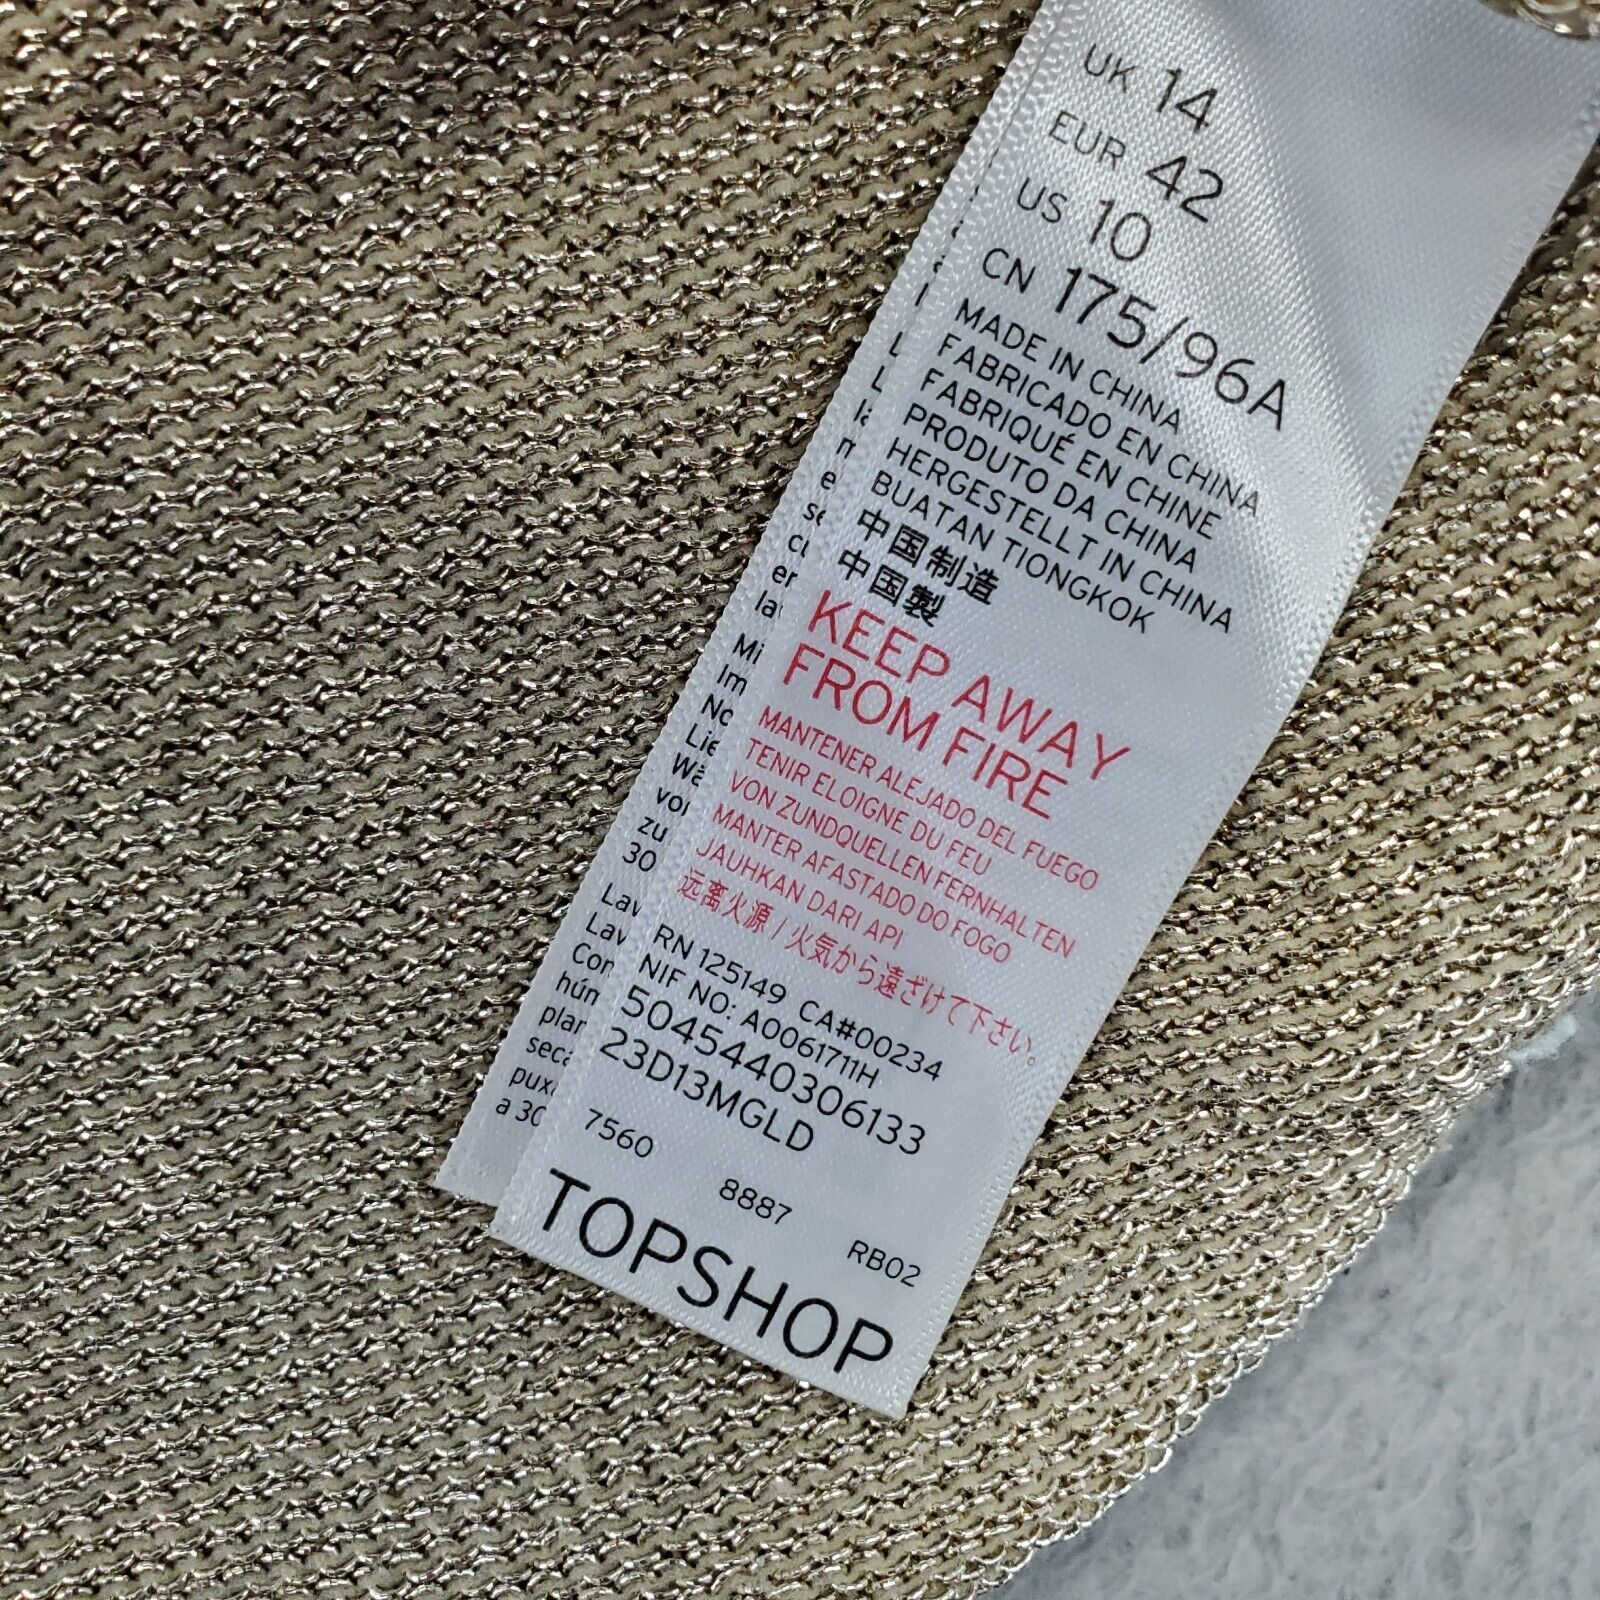 UK 14
EUR 42
US 10
CN 175/96A
MADE IN CHINA
FABRICADO EN CHINA
FABRIQUÉ EN CHINE
PRODUTO DA CHINA
HERGESTELLT IN CHINA
BUATAN TIONGKOK
中国制造
中国製
KEEP AWAY
FROM FIRE
MANTENER ALEJADO DEL FUEGO
TENIR ELOIGNE DU FEU
VON ZUNDQUELLEN FERNHALTEN
MANTER AFASTADO DO FOGO
JAUHKAN DARI API
远离火源 / 火気から遠ざけて下さい。
RN 125149 CA#00234
NIF NO: A0061711H
5045440306133
23D13MGLD
7560 8887 RB02
TOPSHOP